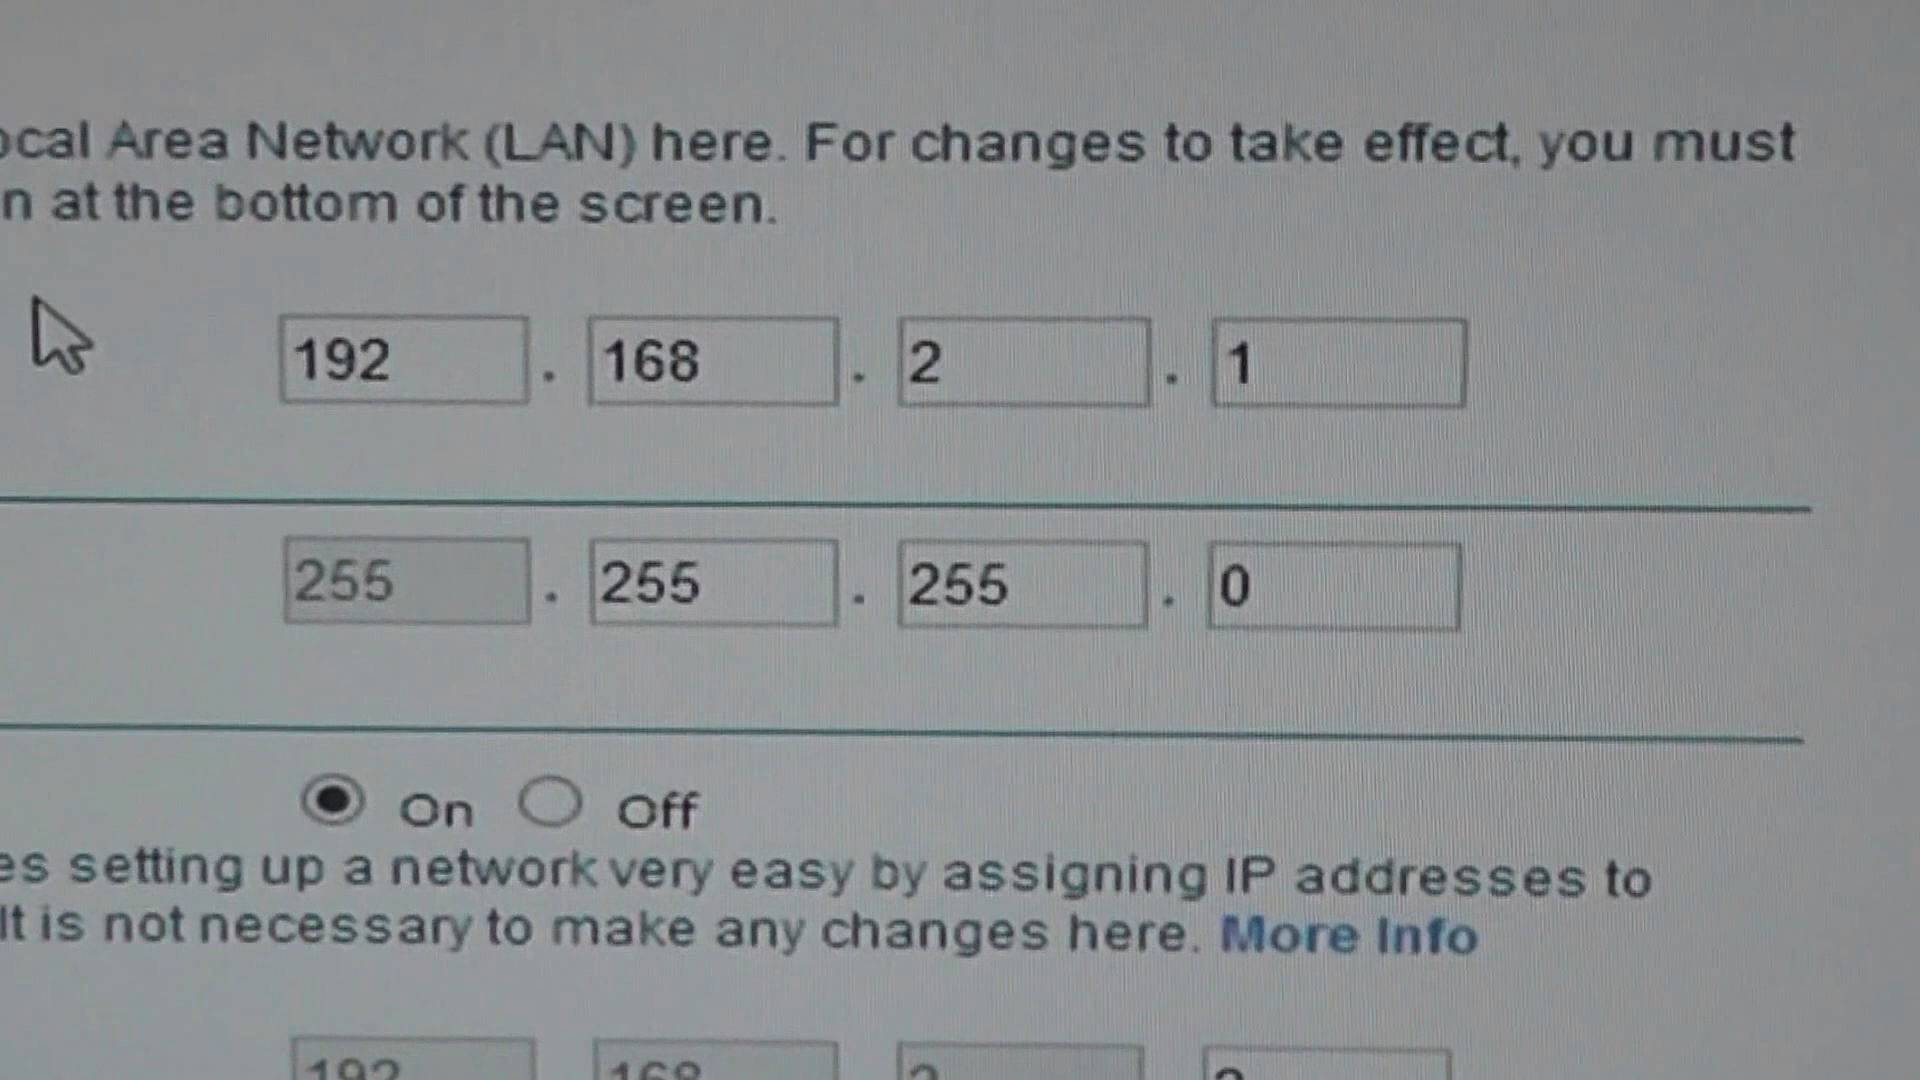 Area Network (LAN) here. For changes to take effect, you must
at the bottom of the screen.
192 . 168 . 2 . 1
255 . 255 . 255 . 0
On Off
setting up a network very easy by assigning IP addresses to
It is not necessary to make any changes here. More Info
192 168